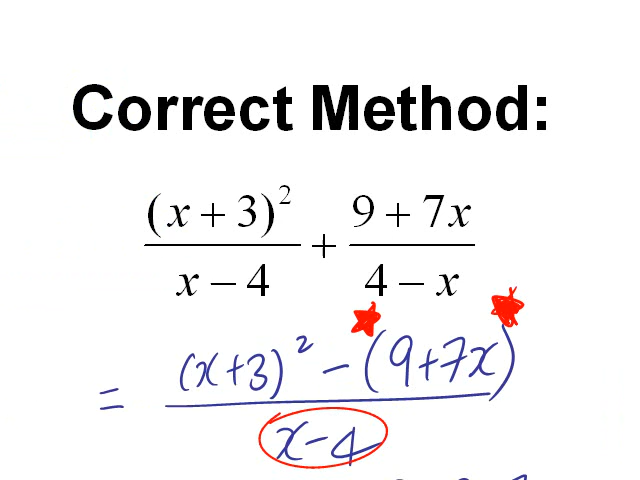 Correct Method:
(x + 3)² / (x − 4) + (9 + 7x) / (4 − x)
= ((x+3)² − (9+7x)) / (x−4)